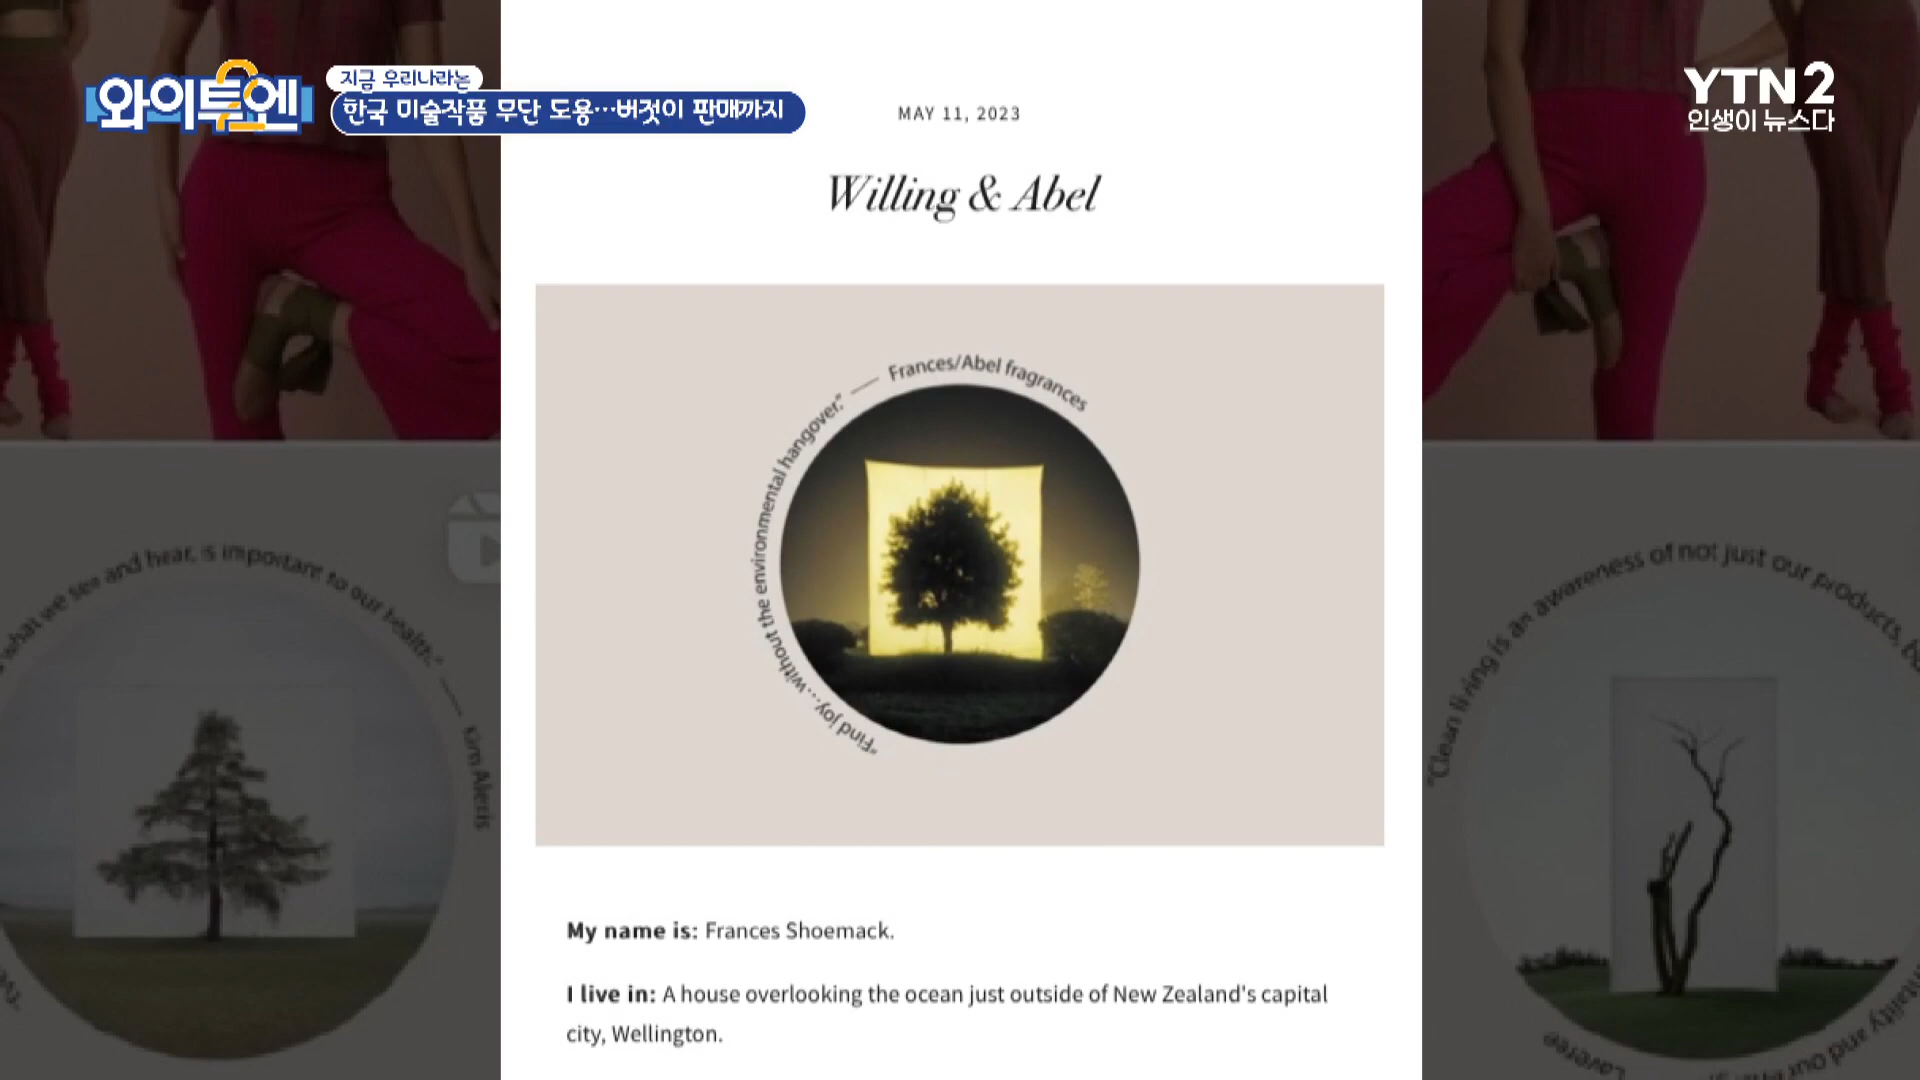 와이투엔
지금 우리나라는
한국 미술작품 무단 도용…버젓이 판매까지
YTN2
인생이 뉴스다
MAY 11, 2023
Willing & Abel
"Find joy...without the environmental hangover." — Frances/Abel fragrances
what we see and hear, is important to our health." — Kim Alexis
"Clean living is an awareness of not just our products, b
Laveree
My name is: Frances Shoemack.
I live in: A house overlooking the ocean just outside of New Zealand's capital
city, Wellington.